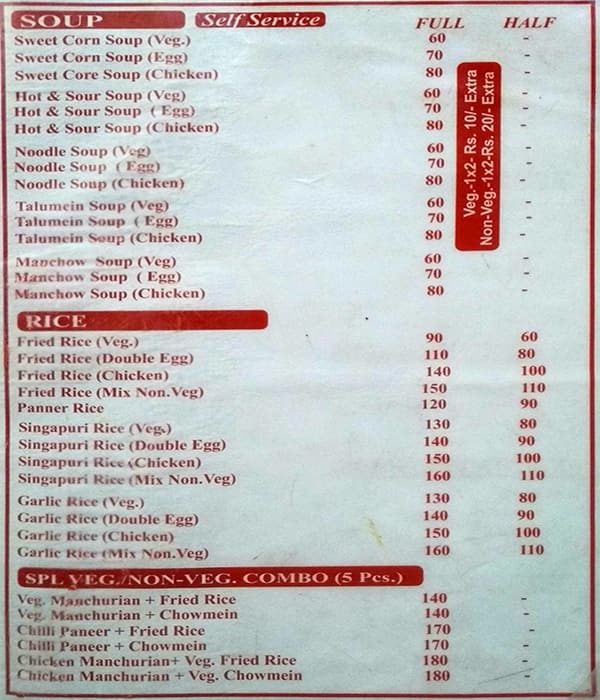 SOUP Self Service FULL HALF
Sweet Corn Soup (Veg.) 60 -
Sweet Corn Soup (Egg) 70 -
Sweet Core Soup (Chicken) 80 -
Hot & Sour Soup (Veg) 60 -
Hot & Sour Soup ( Egg) 70 -
Hot & Sour Soup (Chicken) 80 -
Noodle Soup (Veg) 60 -
Noodle Soup ( Egg) 70 -
Noodle Soup (Chicken) 80 -
Talumein Soup (Veg) 60 -
Talumein Soup ( Egg) 70 -
Talumein Soup (Chicken) 80 -
Manchow Soup (Veg) 60 -
Manchow Soup ( Egg) 70 -
Manchow Soup (Chicken) 80 -
Veg.-1x2- Rs. 10/- Extra
Non-Veg.-1x2-Rs. 20/- Extra
RICE
Fried Rice (Veg.) 90 60
Fried Rice (Double Egg) 110 80
Fried Rice (Chicken) 140 100
Fried Rice (Mix Non.Veg) 150 110
Panner Rice 120 90
Singapuri Rice (Veg.) 130 80
Singapuri Rice (Double Egg) 140 90
Singapuri Rice (Chicken) 150 100
Singapuri Rice (Mix Non.Veg) 160 110
Garlic Rice (Veg.) 130 80
Garlic Rice (Double Egg) 140 90
Garlic Rice (Chicken) 150 100
Garlic Rice (Mix Non.Veg) 160 110
SPL VEG./NON-VEG. COMBO (5 Pcs.)
Veg. Manchurian + Fried Rice 140 -
Veg. Manchurian + Chowmein 140 -
Chilli Paneer + Fried Rice 170 -
Chilli Paneer + Chowmein 170 -
Chicken Manchurian+ Veg. Fried Rice 180 -
Chicken Manchurian + Veg. Chowmein 180 -